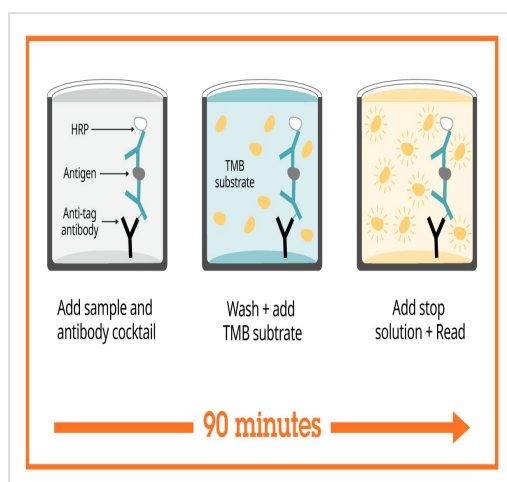 HRP
Antigen
Anti-tag
antibody
TMB
substrate
Add sample and
antibody cocktail
Wash + add
TMB subtrate
Add stop
solution + Read
90 minutes